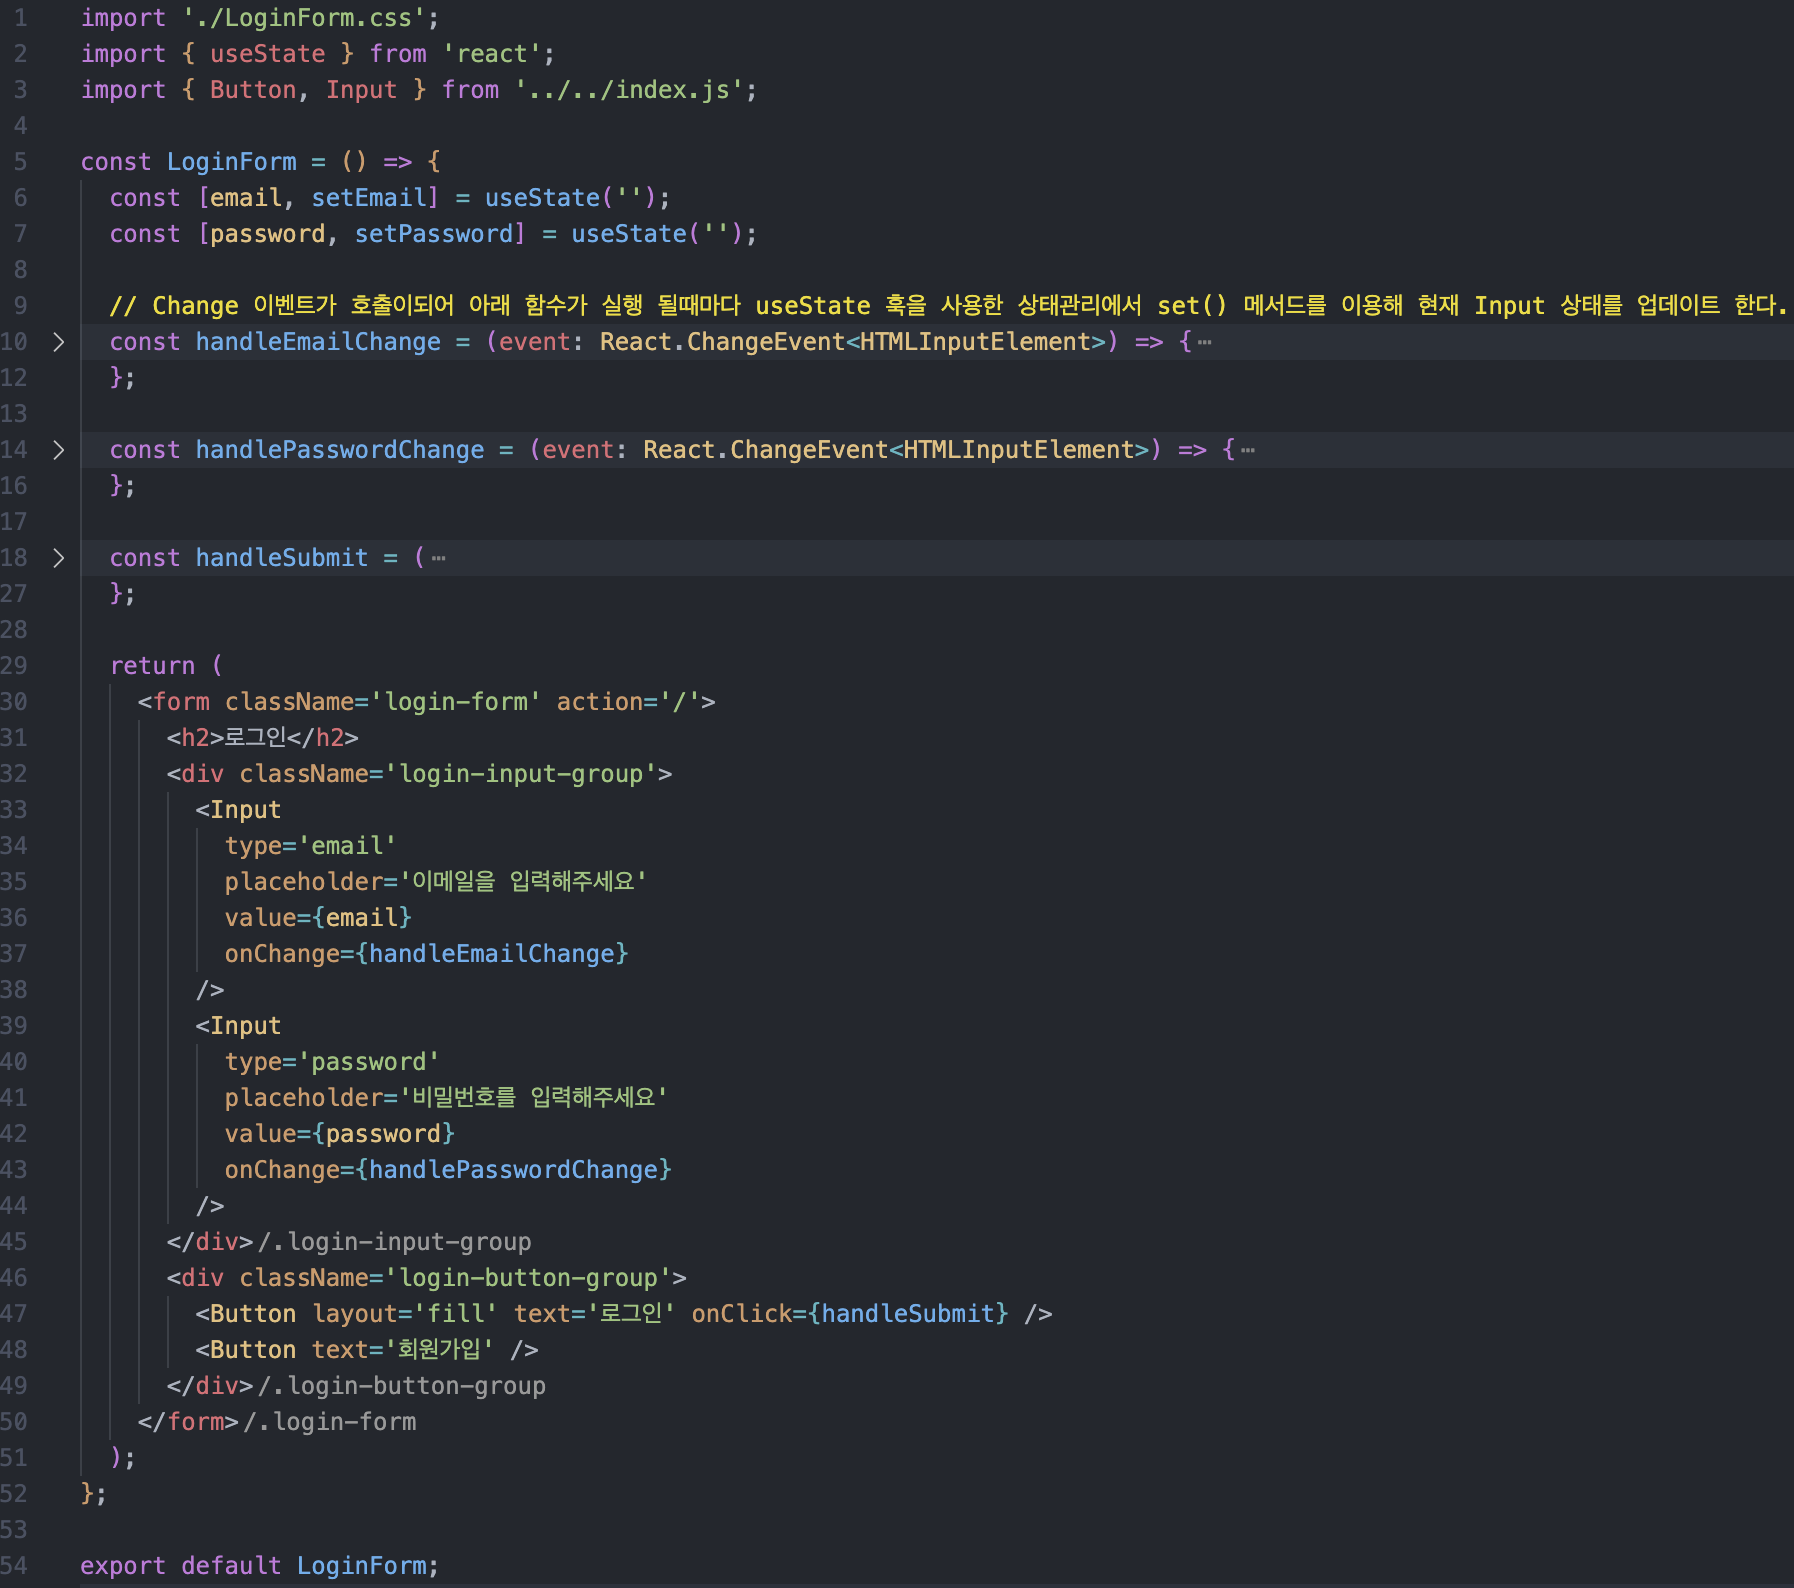 1 import './LoginForm.css';
2 import { useState } from 'react';
3 import { Button, Input } from '../../index.js';
4
5 const LoginForm = () => {
6 const [email, setEmail] = useState('');
7 const [password, setPassword] = useState('');
8
9 // Change 이벤트가 호출이되어 아래 함수가 실행 될때마다 useState 훅을 사용한 상태관리에서 set() 메서드를 이용해 현재 Input 상태를 업데이트 한다.
10 > const handleEmailChange = (event: React.ChangeEvent<HTMLInputElement>) => {⋯
12 };
13
14 > const handlePasswordChange = (event: React.ChangeEvent<HTMLInputElement>) => {⋯
16 };
17
18 > const handleSubmit = (⋯
27 };
28
29 return (
30 <form className='login-form' action='/'>
31 <h2>로그인</h2>
32 <div className='login-input-group'>
33 <Input
34 type='email'
35 placeholder='이메일을 입력해주세요'
36 value={email}
37 onChange={handleEmailChange}
38 />
39 <Input
40 type='password'
41 placeholder='비밀번호를 입력해주세요'
42 value={password}
43 onChange={handlePasswordChange}
44 />
45 </div>/.login-input-group
46 <div className='login-button-group'>
47 <Button layout='fill' text='로그인' onClick={handleSubmit} />
48 <Button text='회원가입' />
49 </div>/.login-button-group
50 </form>/.login-form
51 );
52 };
53
54 export default LoginForm;